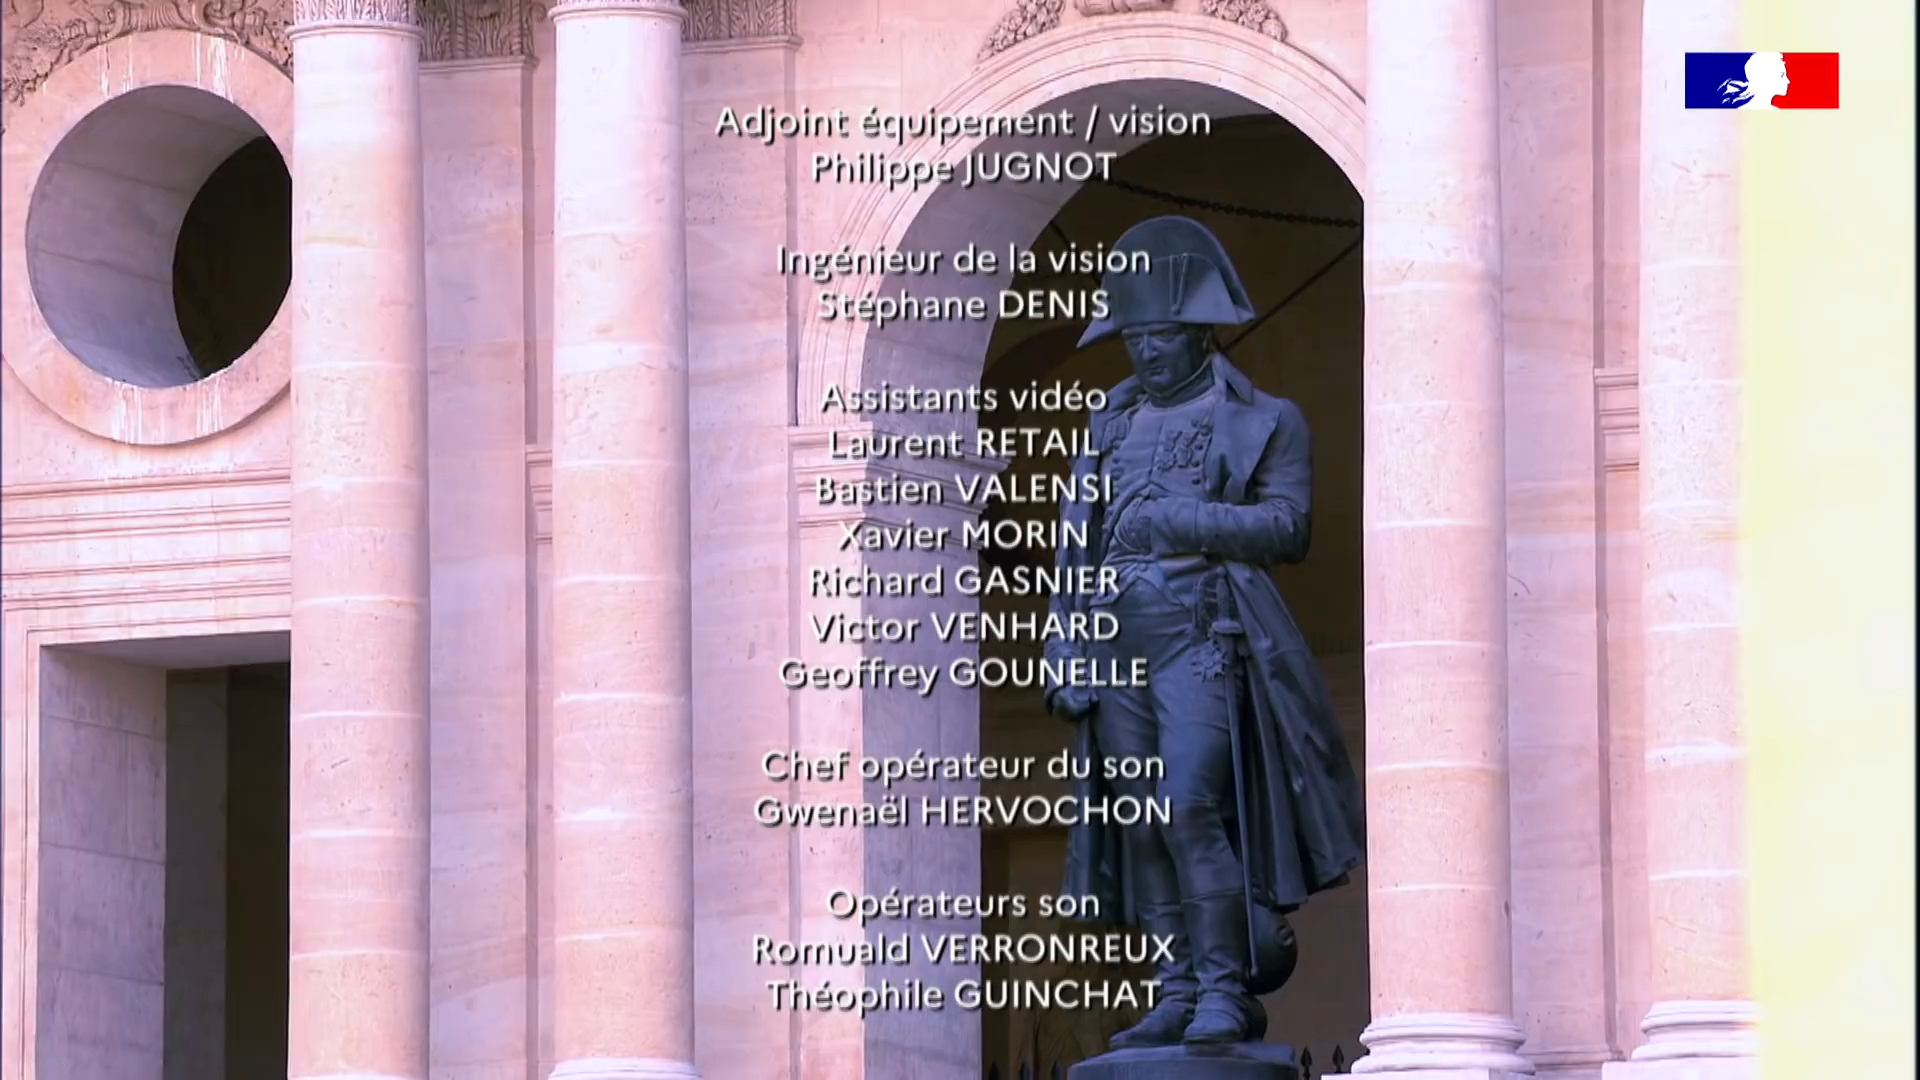 Adjoint équipement / vision
Philippe JUGNOT
Ingénieur de la vision
Stéphane DENIS
Assistants vidéo
Laurent RETAIL
Bastien VALENSI
Xavier MORIN
Richard GASNIER
Victor VENHARD
Geoffrey GOUNELLE
Chef opérateur du son
Gwenaël HERVOCHON
Opérateurs son
Romuald VERRONREUX
Théophile GUINCHAT